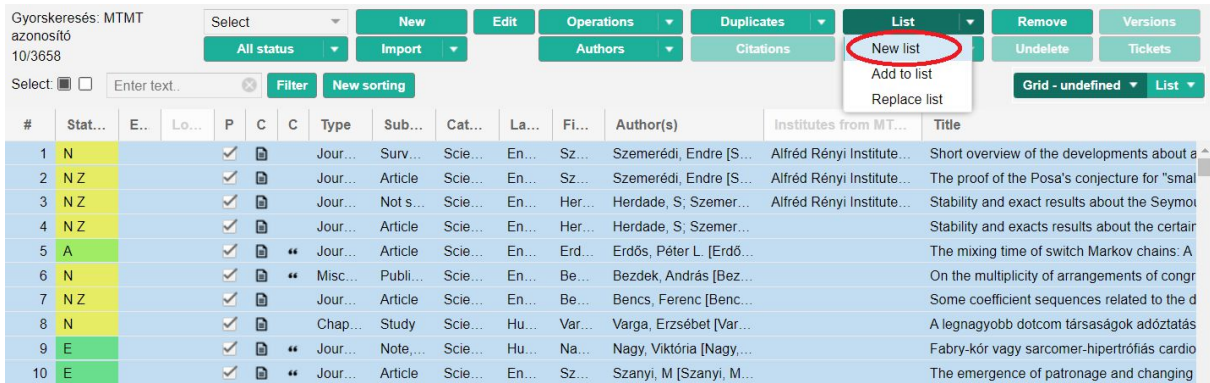 Gyorskeresés: MTMT azonosító
10/3658
Select New Edit Operations Duplicates List Remove Versions
All status Import Authors Citations New list Undelete Tickets
Add to list
Replace list
Select: Enter text.. Filter New sorting Grid - undefined List
# Stat... E... Lo... P C C Type Sub... Cat... La... Fi... Author(s) Institutes from MT... Title
1 N Jour... Surv... Scie... En... Sz... Szemerédi, Endre [S... Alfréd Rényi Institute... Short overview of the developments about a
2 N Z Jour... Article Scie... En... Sz... Szemerédi, Endre [S... Alfréd Rényi Institute... The proof of the Posa's conjecture for "smal
3 N Z Jour... Not s... Scie... En... Her... Herdade, S; Szemer... Alfréd Rényi Institute... Stability and exact results about the Seymou
4 N Z Jour... Article Scie... En... Her... Herdade, S; Szemer... Stability and exacts results about the certain
5 A “ Jour... Article Scie... En... Erd... Erdős, Péter L. [Erdő... The mixing time of switch Markov chains: A
6 N “ Misc... Publi... Scie... En... Be... Bezdek, András [Bez... On the multiplicity of arrangements of congr
7 N Z Jour... Article Scie... En... Be... Bencs, Ferenc [Benc... Some coefficient sequences related to the d
8 N Chap... Study Scie... Hu... Var... Varga, Erzsébet [Var... A legnagyobb dotcom társaságok adóztatás
9 E “ Jour... Note,... Scie... Hu... Na... Nagy, Viktória [Nagy,... Fabry-kór vagy sarcomer-hipertrófiás cardio
10 E “ Jour... Article Scie... En... Sz... Szanyi, M [Szanyi, M... The emergence of patronage and changing